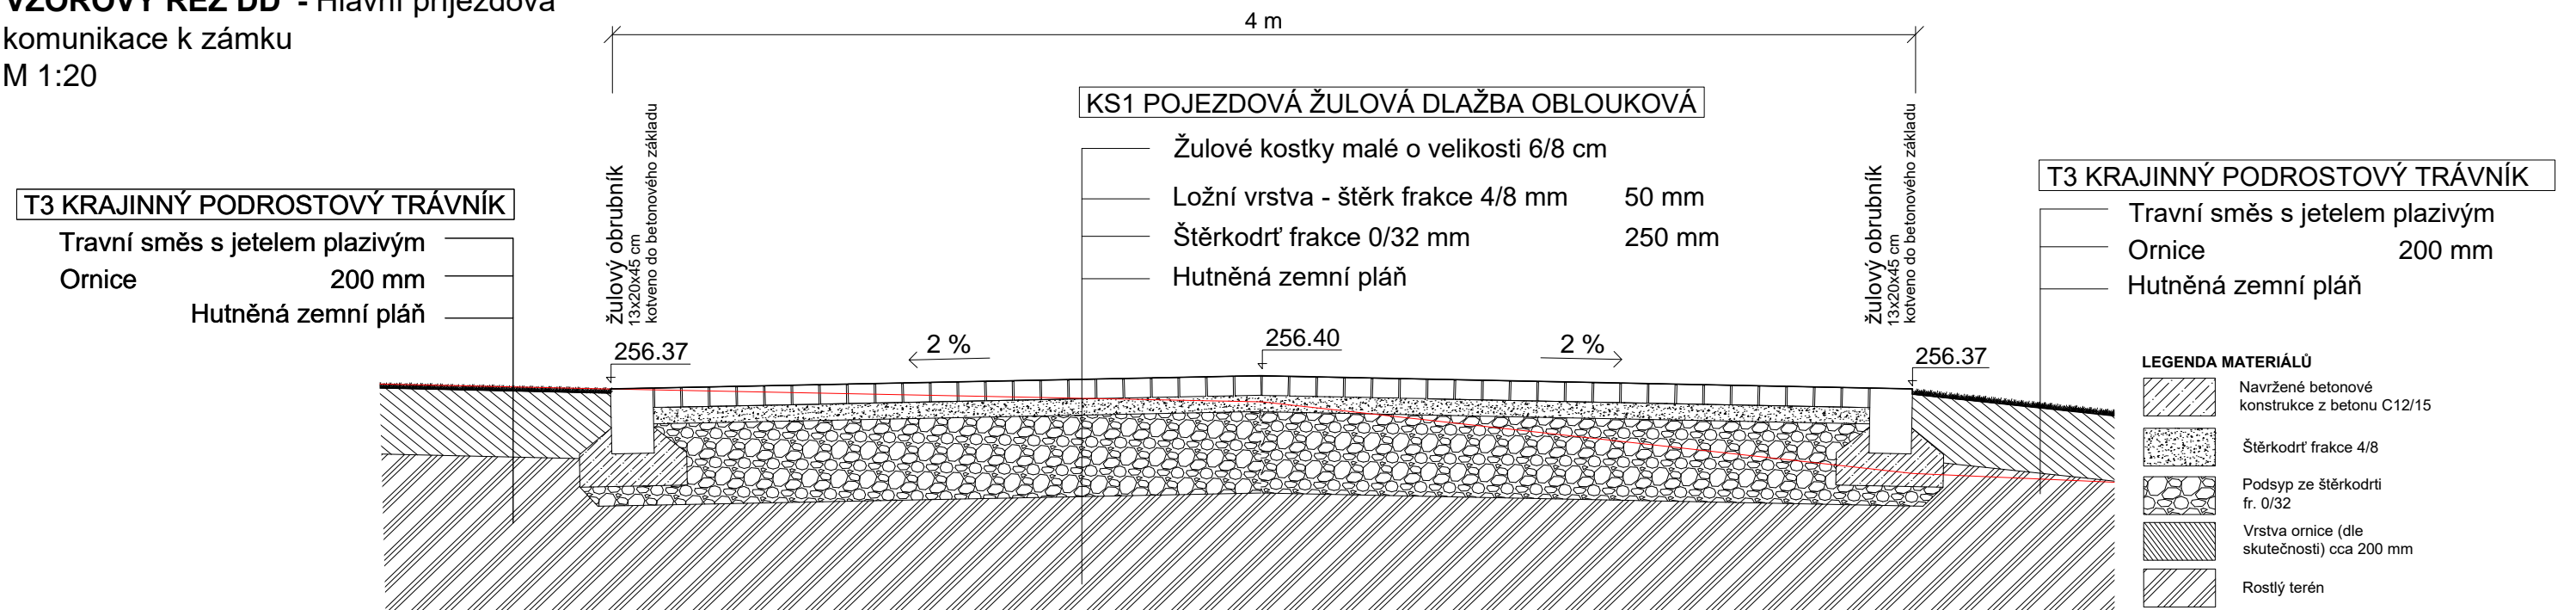 VZOROVÝ ŘEZ DD' - Hlavní příjezdová
komunikace k zámku
M 1:20
4 m
KS1 POJEZDOVÁ ŽULOVÁ DLAŽBA OBLOUKOVÁ
Žulové kostky malé o velikosti 6/8 cm
Ložní vrstva - štěrk frakce 4/8 mm 50 mm
Štěrkodrť frakce 0/32 mm 250 mm
Hutněná zemní pláň
T3 KRAJINNÝ PODROSTOVÝ TRÁVNÍK
Travní směs s jetelem plazivým
Ornice 200 mm
Hutněná zemní pláň
žulový obrubník
13x20x45 cm
kotveno do betonového základu
žulový obrubník
13x20x45 cm
kotveno do betonového základu
T3 KRAJINNÝ PODROSTOVÝ TRÁVNÍK
Travní směs s jetelem plazivým
Ornice 200 mm
Hutněná zemní pláň
256.37
2 %
256.40
2 %
256.37
LEGENDA MATERIÁLŮ
Navržené betonové
konstrukce z betonu C12/15
Štěrkodrť frakce 4/8
Podsyp ze štěrkodrti
fr. 0/32
Vrstva ornice (dle
skutečnosti) cca 200 mm
Rostlý terén